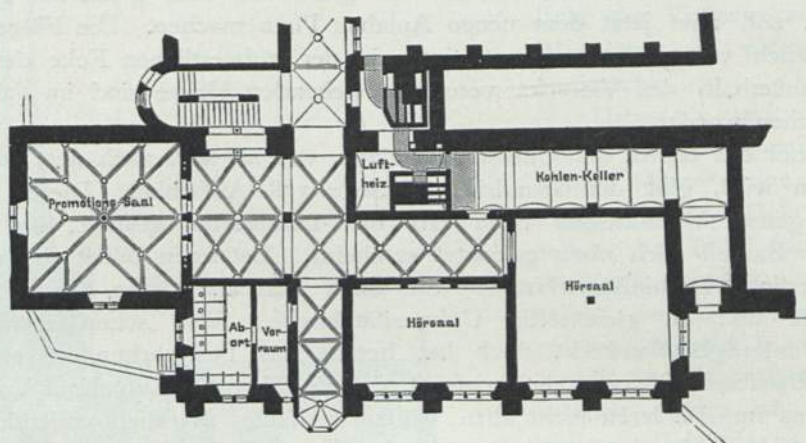 Promotions-Saal
Luft-
heiz.
Kohlen-Keller
Ab-
ort
Vor-
raum
Hörsaal
Hörsaal